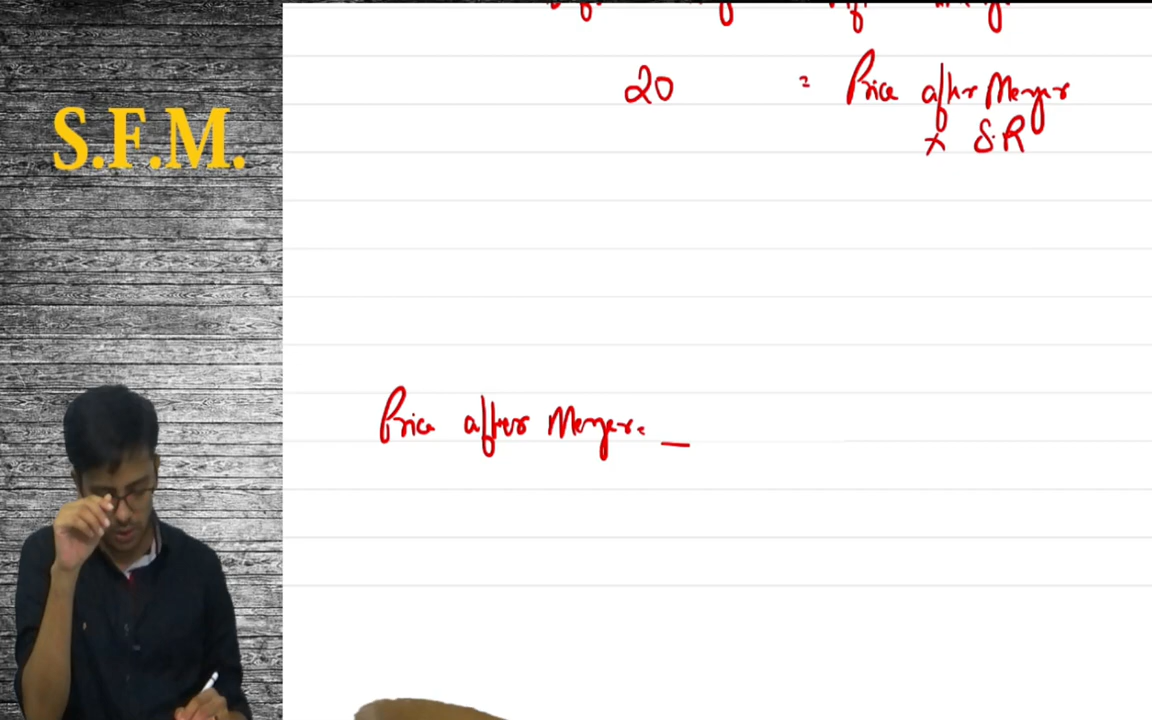 S.F.M.
20 = Price after Merger
x S.R
Price after Merger =